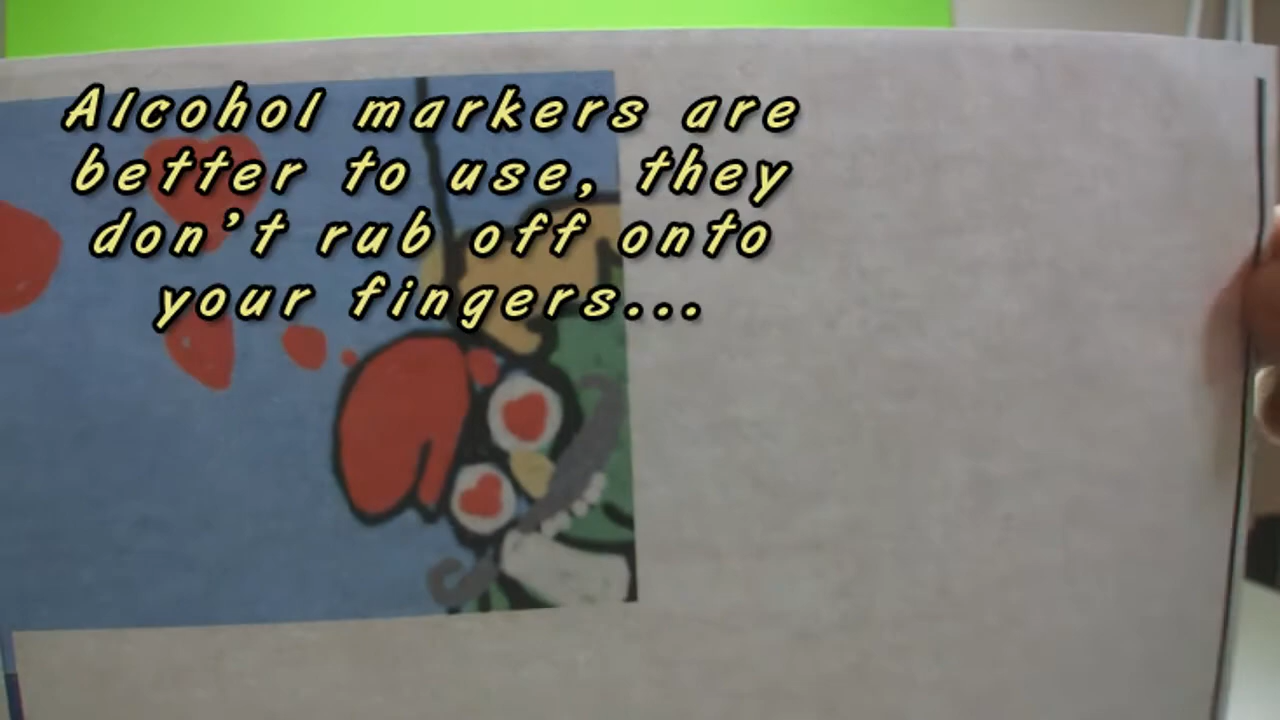 Alcohol markers are
better to use, they
don't rub off onto
your fingers...